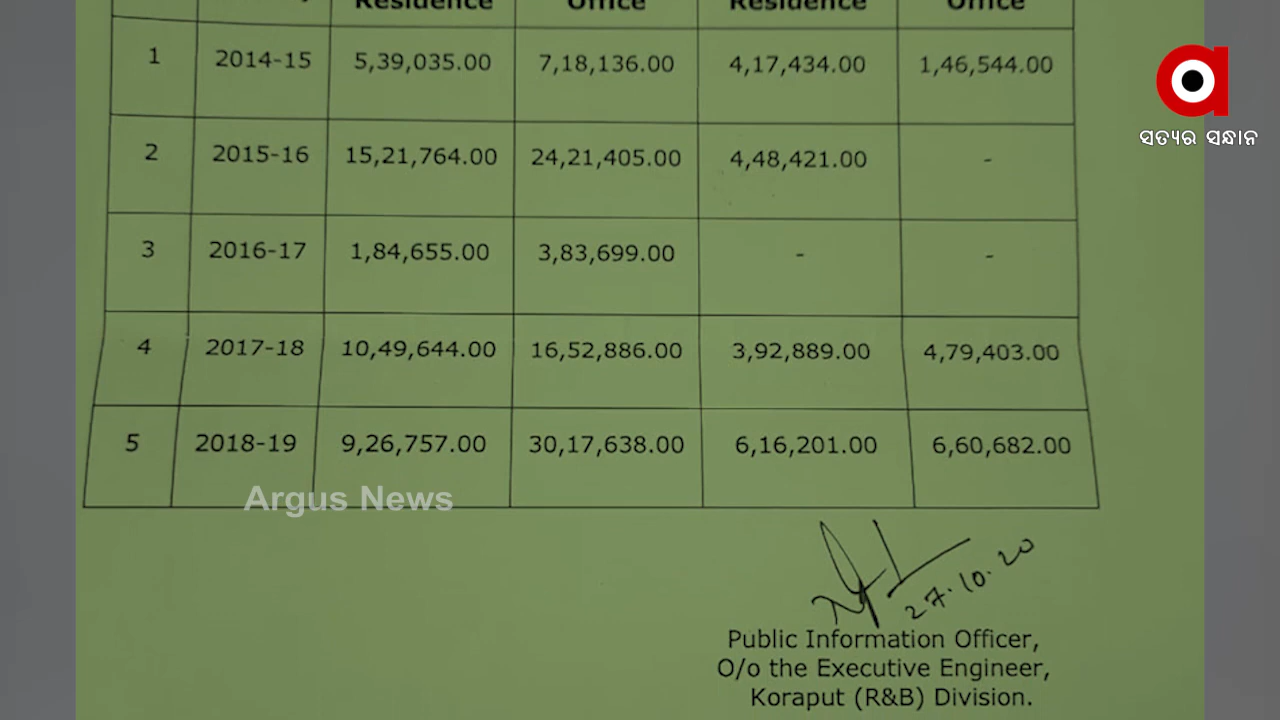 Residence Office Residence Office
1 2014-15 5,39,035.00 7,18,136.00 4,17,434.00 1,46,544.00
2 2015-16 15,21,764.00 24,21,405.00 4,48,421.00 -
3 2016-17 1,84,655.00 3,83,699.00 - -
4 2017-18 10,49,644.00 16,52,886.00 3,92,889.00 4,79,403.00
5 2018-19 9,26,757.00 30,17,638.00 6,16,201.00 6,60,682.00
27.10.20
Public Information Officer,
O/o the Executive Engineer,
Koraput (R&B) Division.
Argus News
a
ସତ୍ୟର ସନ୍ଧାନ